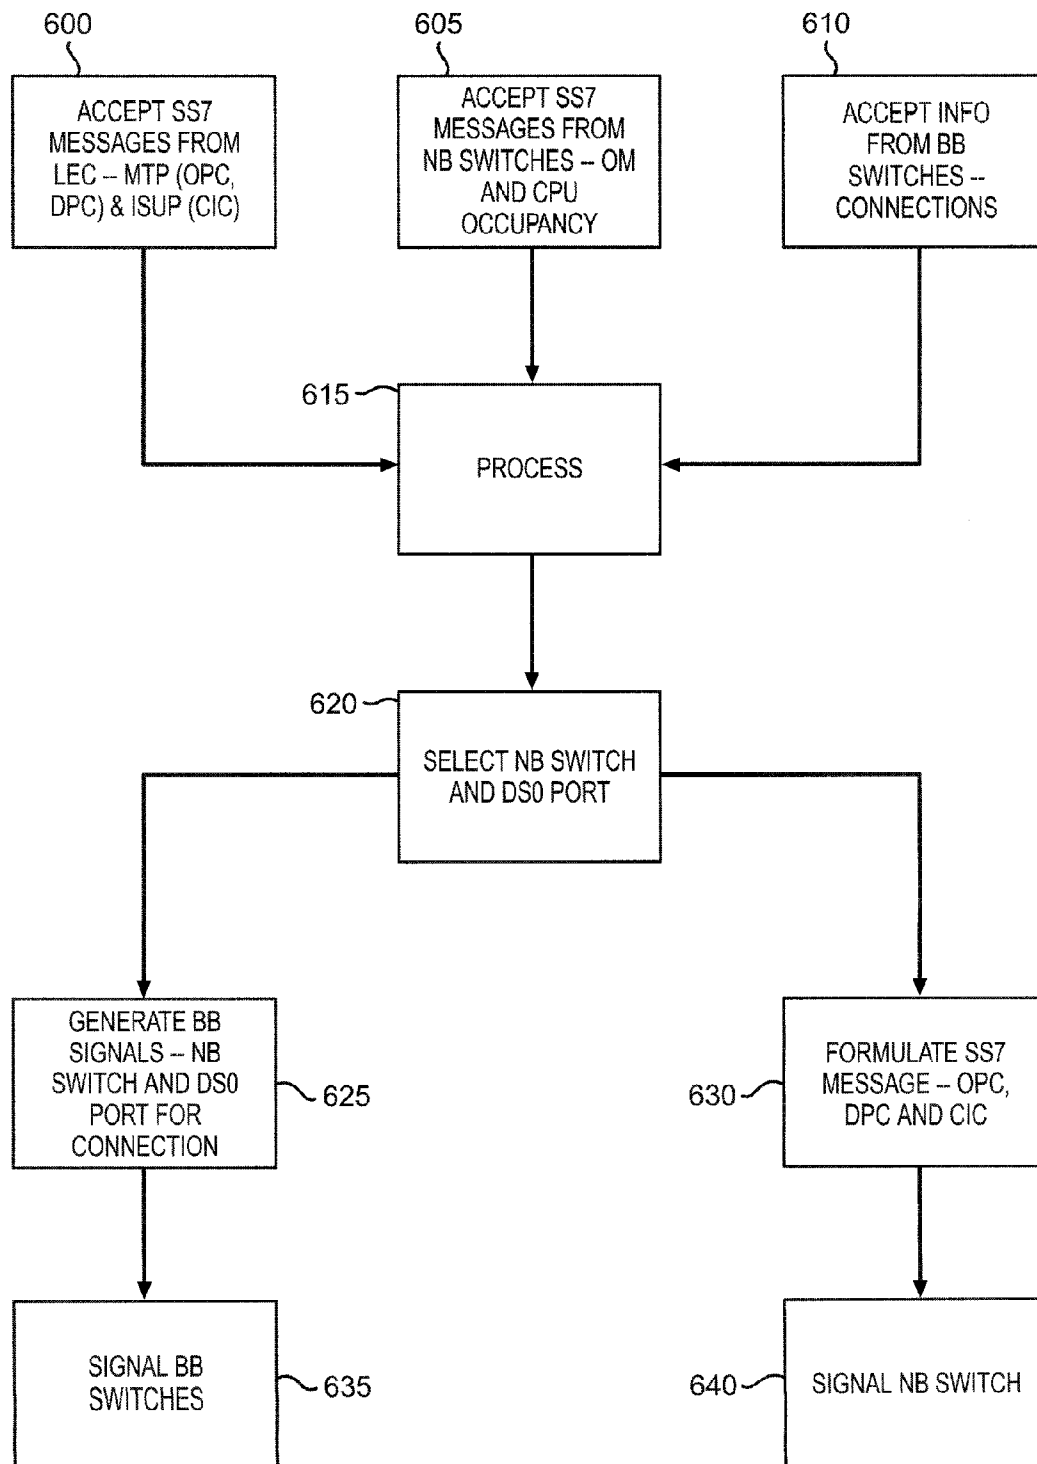 600
605
610
ACCEPT SS7
MESSAGES FROM
LEC -- MTP (OPC,
DPC) & ISUP (CIC)
ACCEPT SS7
MESSAGES FROM
NB SWITCHES -- OM
AND CPU
OCCUPANCY
ACCEPT INFO
FROM BB
SWITCHES --
CONNECTIONS
615
PROCESS
620
SELECT NB SWITCH
AND DS0 PORT
GENERATE BB
SIGNALS -- NB
SWITCH AND DS0
PORT FOR
CONNECTION
625
630
FORMULATE SS7
MESSAGE -- OPC,
DPC AND CIC
SIGNAL BB
SWITCHES
635
640
SIGNAL NB SWITCH